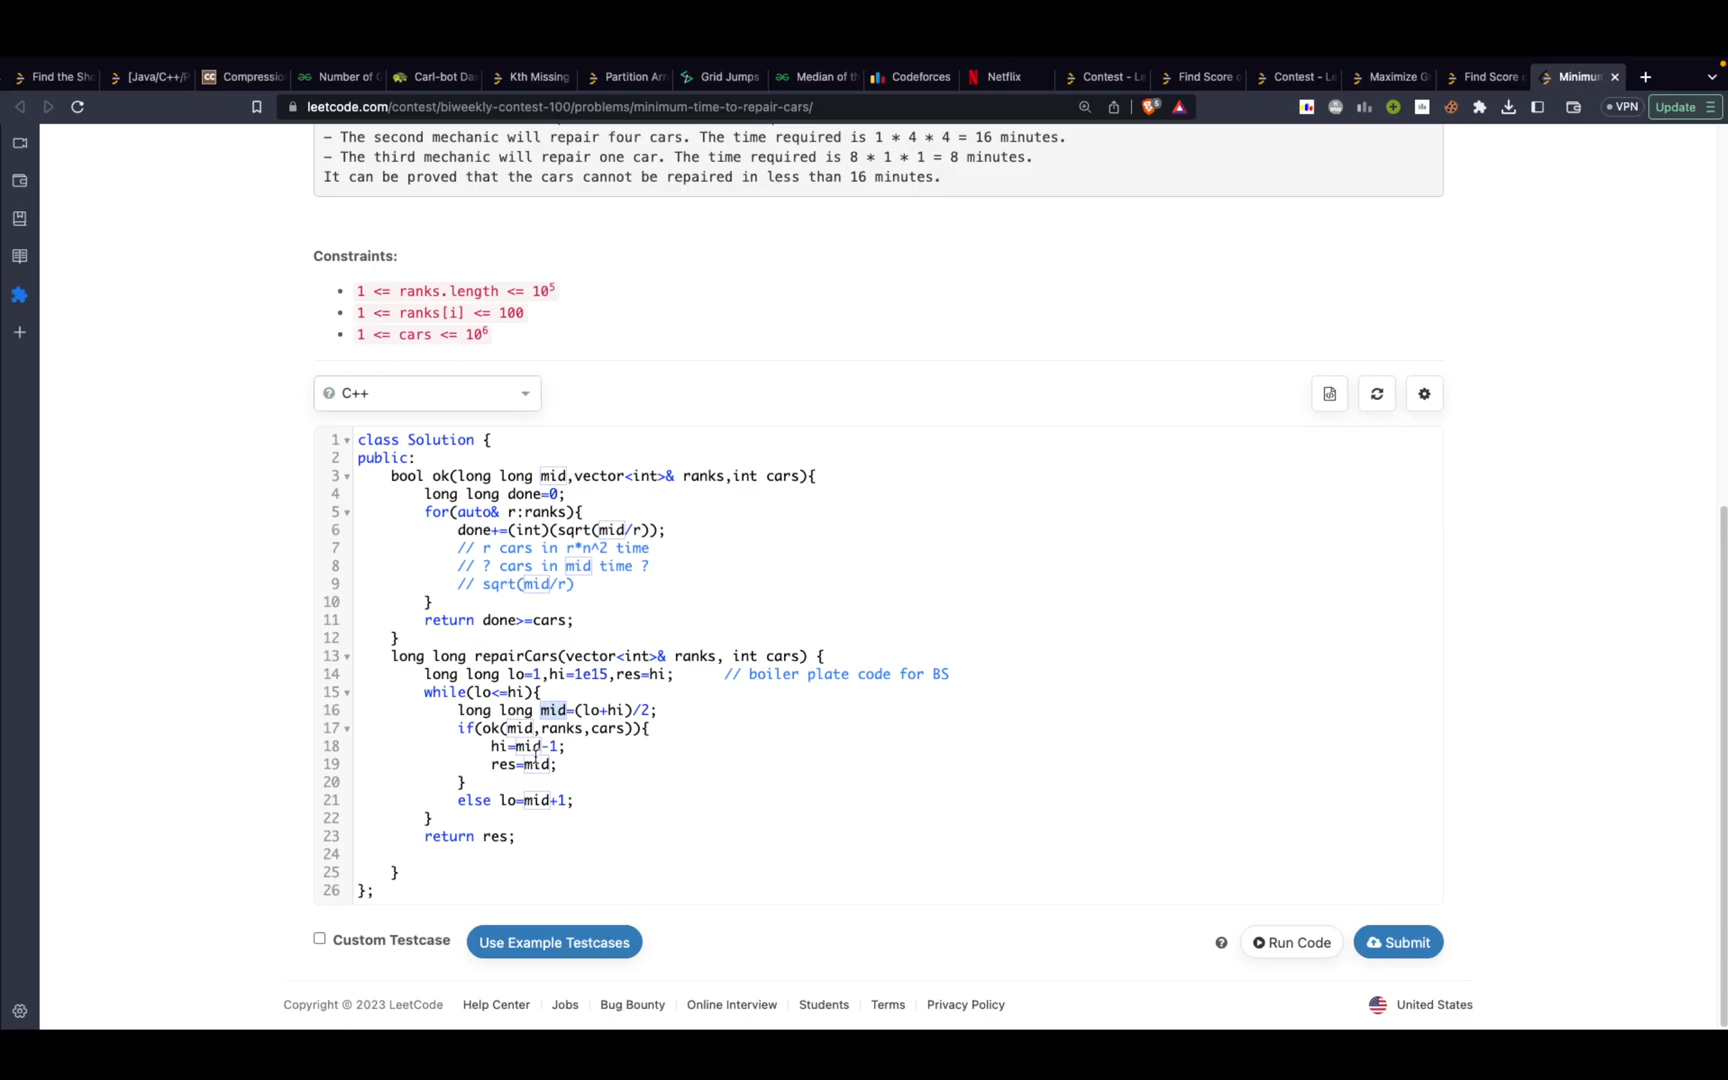 Find the Sho
[Java/C++/P
CC Compressio
Number of C
Carl-bot Da
Kth Missing
Partition Arr
Grid Jumps
Median of th
Codeforces
Netflix
Contest - Le
Find Score o
Contest - Le
Maximize Gr
Find Score o
Minimum
leetcode.com/contest/biweekly-contest-100/problems/minimum-time-to-repair-cars/
6
VPN
Update
– The second mechanic will repair four cars. The time required is 1 * 4 * 4 = 16 minutes.
– The third mechanic will repair one car. The time required is 8 * 1 * 1 = 8 minutes.
It can be proved that the cars cannot be repaired in less than 16 minutes.
Constraints:
• 1 <= ranks.length <= 10⁵
• 1 <= ranks[i] <= 100
• 1 <= cars <= 10⁶
C++
1 class Solution {
2 public:
3 bool ok(long long mid,vector<int>& ranks,int cars){
4 long long done=0;
5 for(auto& r:ranks){
6 done+=(int)(sqrt(mid/r));
7 // r cars in r*n^2 time
8 // ? cars in mid time ?
9 // sqrt(mid/r)
10 }
11 return done>=cars;
12 }
13 long long repairCars(vector<int>& ranks, int cars) {
14 long long lo=1,hi=1e15,res=hi; // boiler plate code for BS
15 while(lo<=hi){
16 long long mid=(lo+hi)/2;
17 if(ok(mid,ranks,cars)){
18 hi=mid-1;
19 res=mid;
20 }
21 else lo=mid+1;
22 }
23 return res;
24
25 }
26 };
Custom Testcase
Use Example Testcases
Run Code
Submit
Copyright © 2023 LeetCode
Help Center
Jobs
Bug Bounty
Online Interview
Students
Terms
Privacy Policy
United States